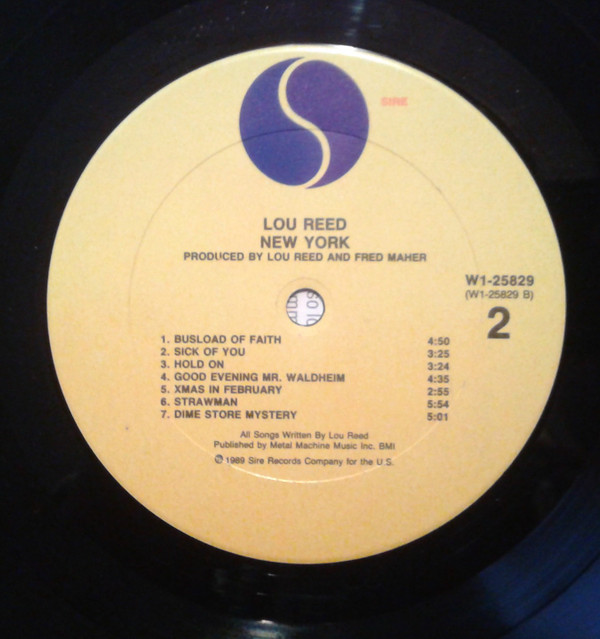 SIRE
LOU REED
NEW YORK
PRODUCED BY LOU REED AND FRED MAHER
W1-25829
(W1-25829 B)
2
1. BUSLOAD OF FAITH 4:50
2. SICK OF YOU 3:25
3. HOLD ON 3:24
4. GOOD EVENING MR. WALDHEIM 4:35
5. XMAS IN FEBRUARY 2:55
6. STRAWMAN 5:54
7. DIME STORE MYSTERY 5:01
All Songs Written By Lou Reed
Published by Metal Machine Music Inc. BMI
℗ 1989 Sire Records Company for the U.S.